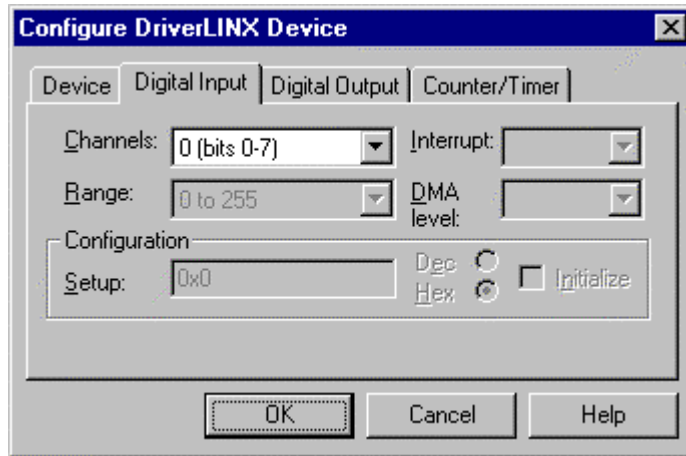 Configure DriverLINX Device
Device Digital Input Digital Output Counter/Timer
Channels: 0 (bits 0-7) Interrupt:
Range: 0 to 255 DMA level:
Configuration
Setup: 0x0 Dec Hex Initialize
OK Cancel Help